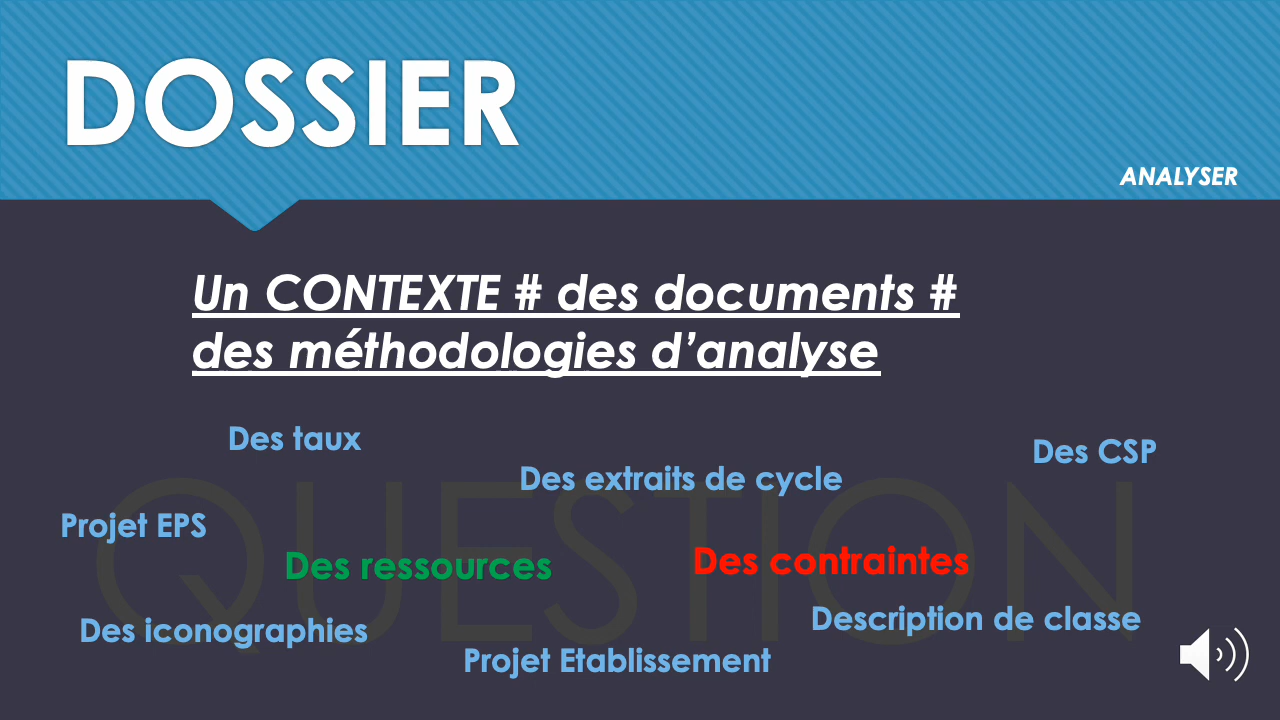 DOSSIER
ANALYSER
Un CONTEXTE # des documents #
des méthodologies d’analyse
Des taux
Des CSP
Des extraits de cycle
Projet EPS
QUESTION
Des ressources
Des contraintes
Des iconographies
Description de classe
Projet Etablissement